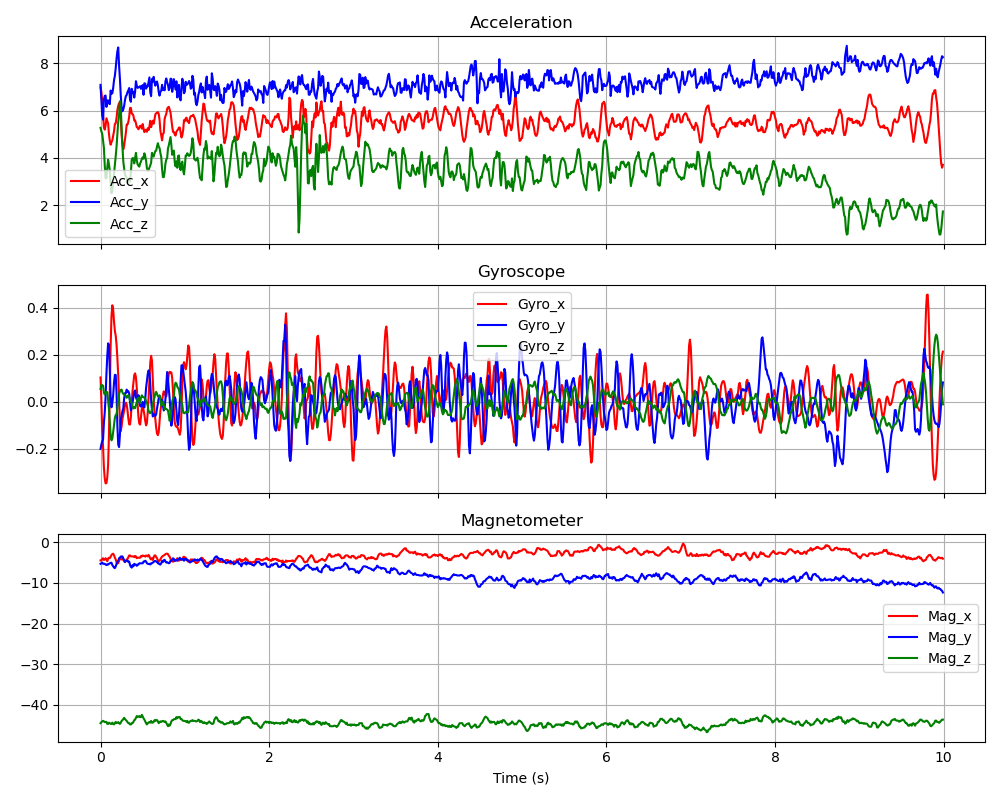 Acceleration
8
6
4
2
Acc_x
Acc_y
Acc_z
Gyroscope
0.4
0.2
0.0
−0.2
Gyro_x
Gyro_y
Gyro_z
Magnetometer
0
−10
−20
−30
−40
Mag_x
Mag_y
Mag_z
0 2 4 6 8 10
Time (s)